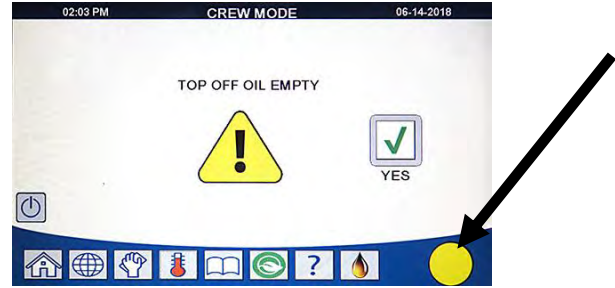 02:03 PM CREW MODE 06-14-2018
TOP OFF OIL EMPTY
!
YES
?